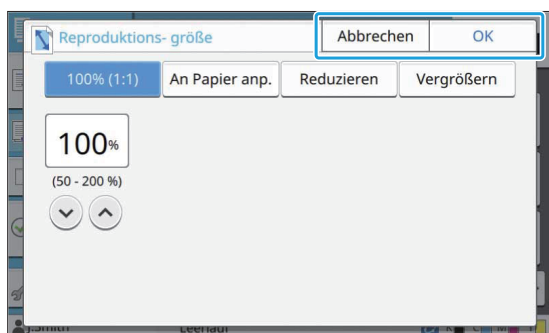 Reproduktions- größe
Abbrechen
OK
100% (1:1)
An Papier anp.
Reduzieren
Vergrößern
100%
(50 - 200 %)